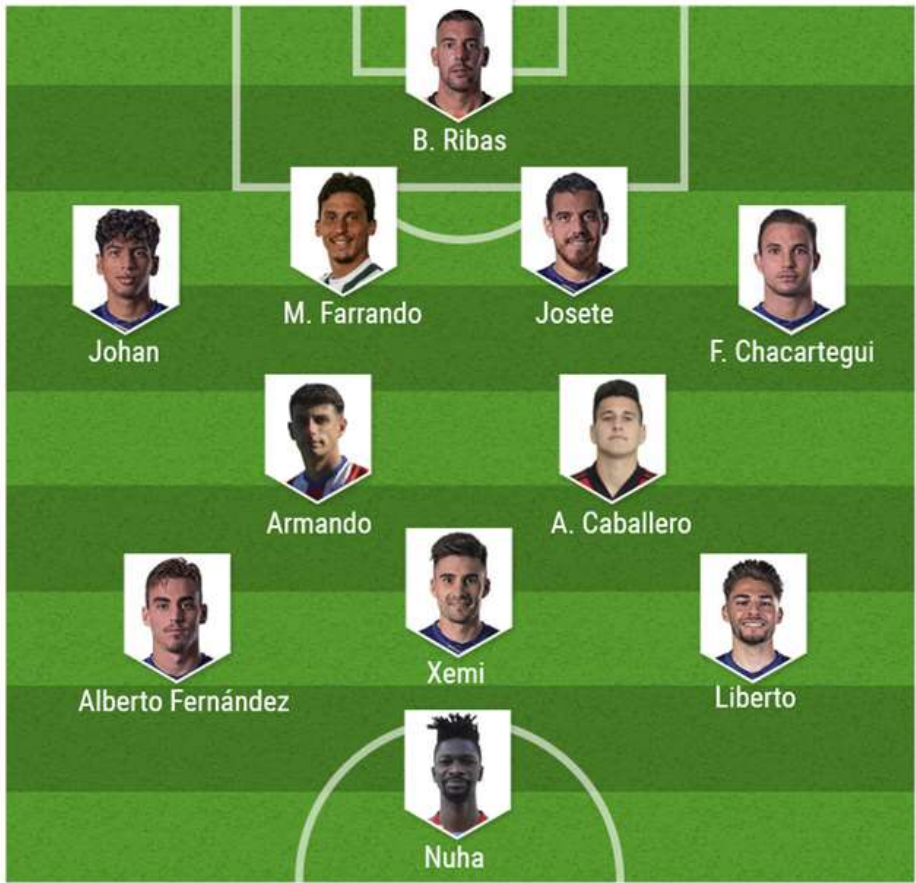 B. Ribas
M. Farrando
Josete
Johan
F. Chacartegui
Armando
A. Caballero
Xemi
Alberto Fernández
Liberto
Nuha